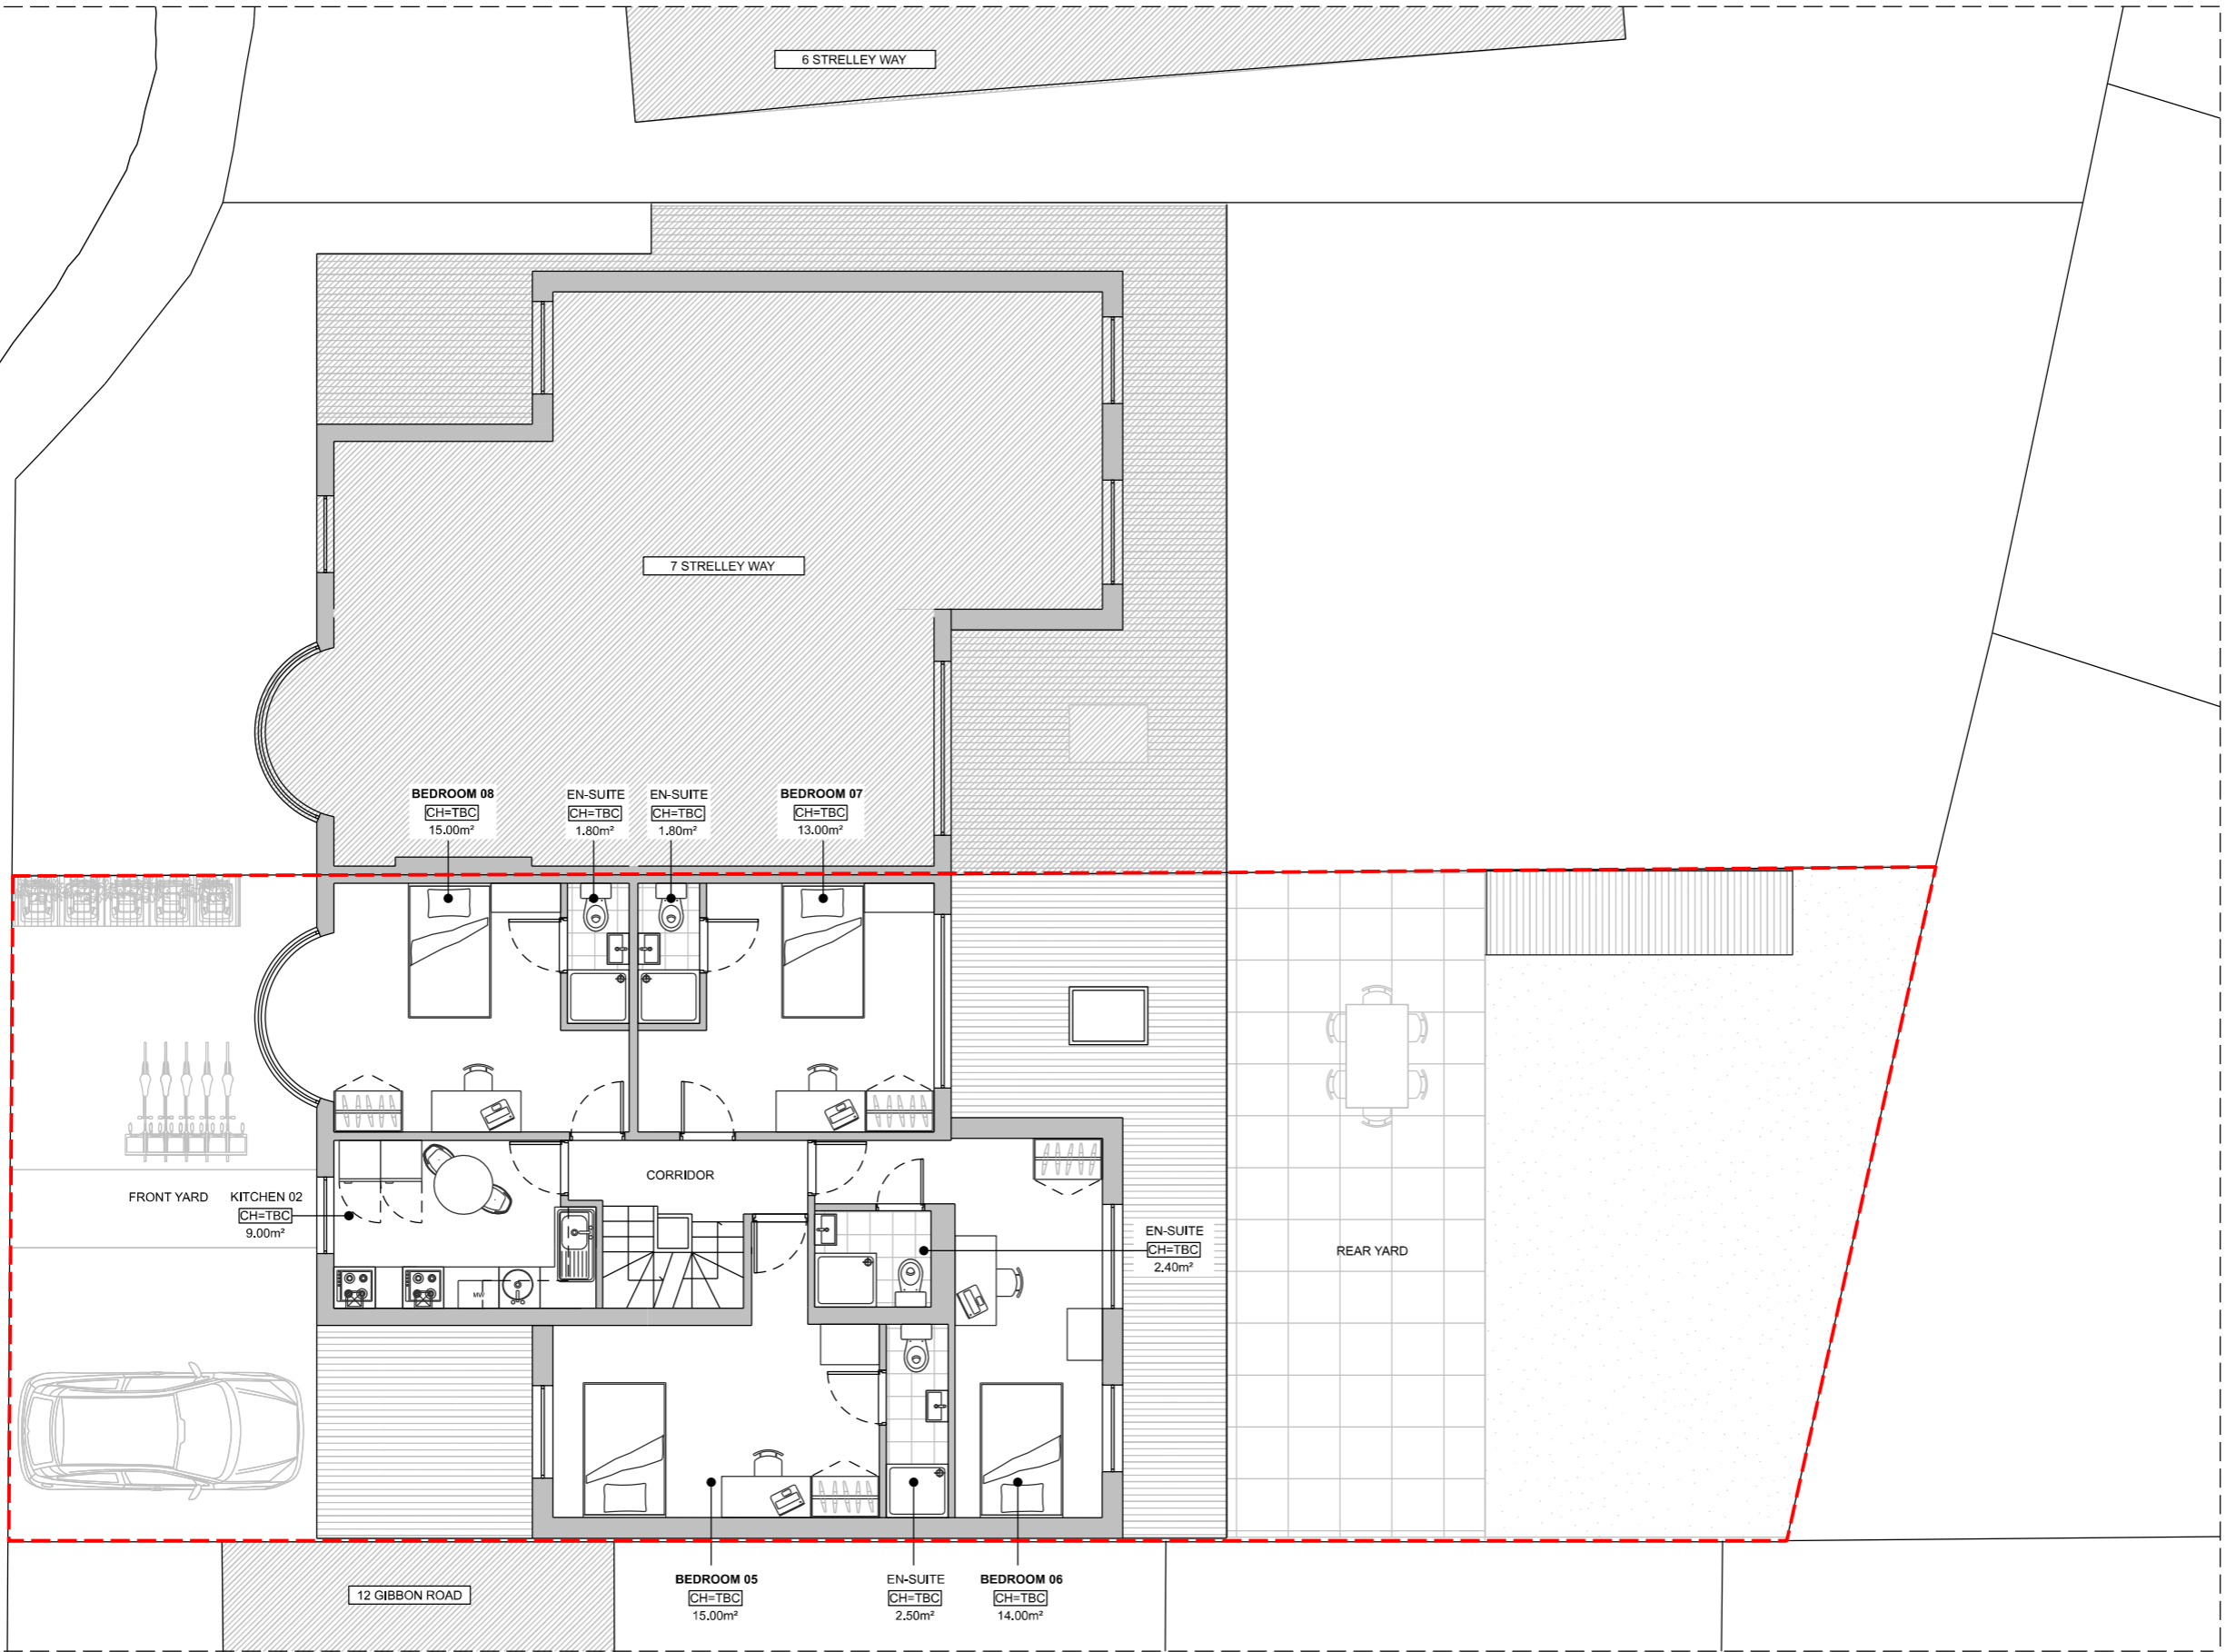 6 STRELLEY WAY
7 STRELLEY WAY
BEDROOM 08
CH=TBC
15.00m²
EN-SUITE
CH=TBC
1.80m²
EN-SUITE
CH=TBC
1.80m²
BEDROOM 07
CH=TBC
13.00m²
CORRIDOR
FRONT YARD
KITCHEN 02
CH=TBC
9.00m²
MW
EN-SUITE
CH=TBC
2.40m²
REAR YARD
12 GIBBON ROAD
BEDROOM 05
CH=TBC
15.00m²
EN-SUITE
CH=TBC
2.50m²
BEDROOM 06
CH=TBC
14.00m²